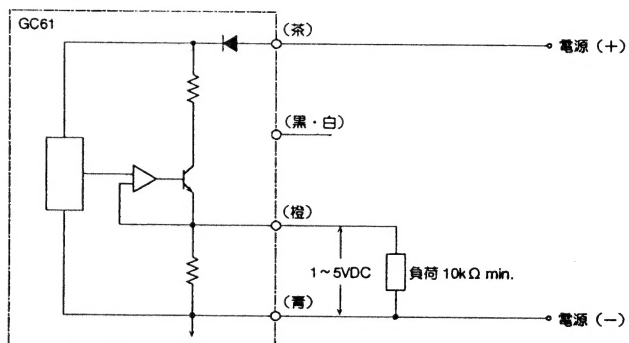 GC61
(茶)
電源(+)
(黒・白)
(橙)
1~5VDC
負荷 10kΩ min.
(青)
電源(-)